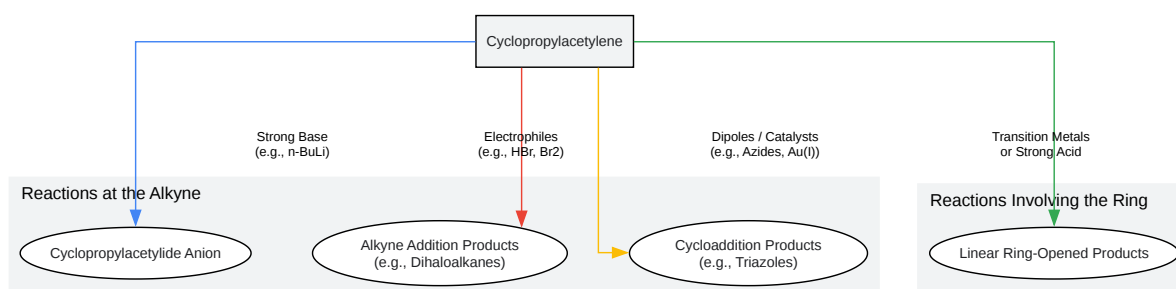 Cyclopropylacetylene
Strong Base
(e.g., n-BuLi)
Electrophiles
(e.g., HBr, Br2)
Dipoles / Catalysts
(e.g., Azides, Au(I))
Transition Metals
or Strong Acid
Reactions at the Alkyne
Reactions Involving the Ring
Cyclopropylacetylide Anion
Alkyne Addition Products
(e.g., Dihaloalkanes)
Cycloaddition Products
(e.g., Triazoles)
Linear Ring-Opened Products